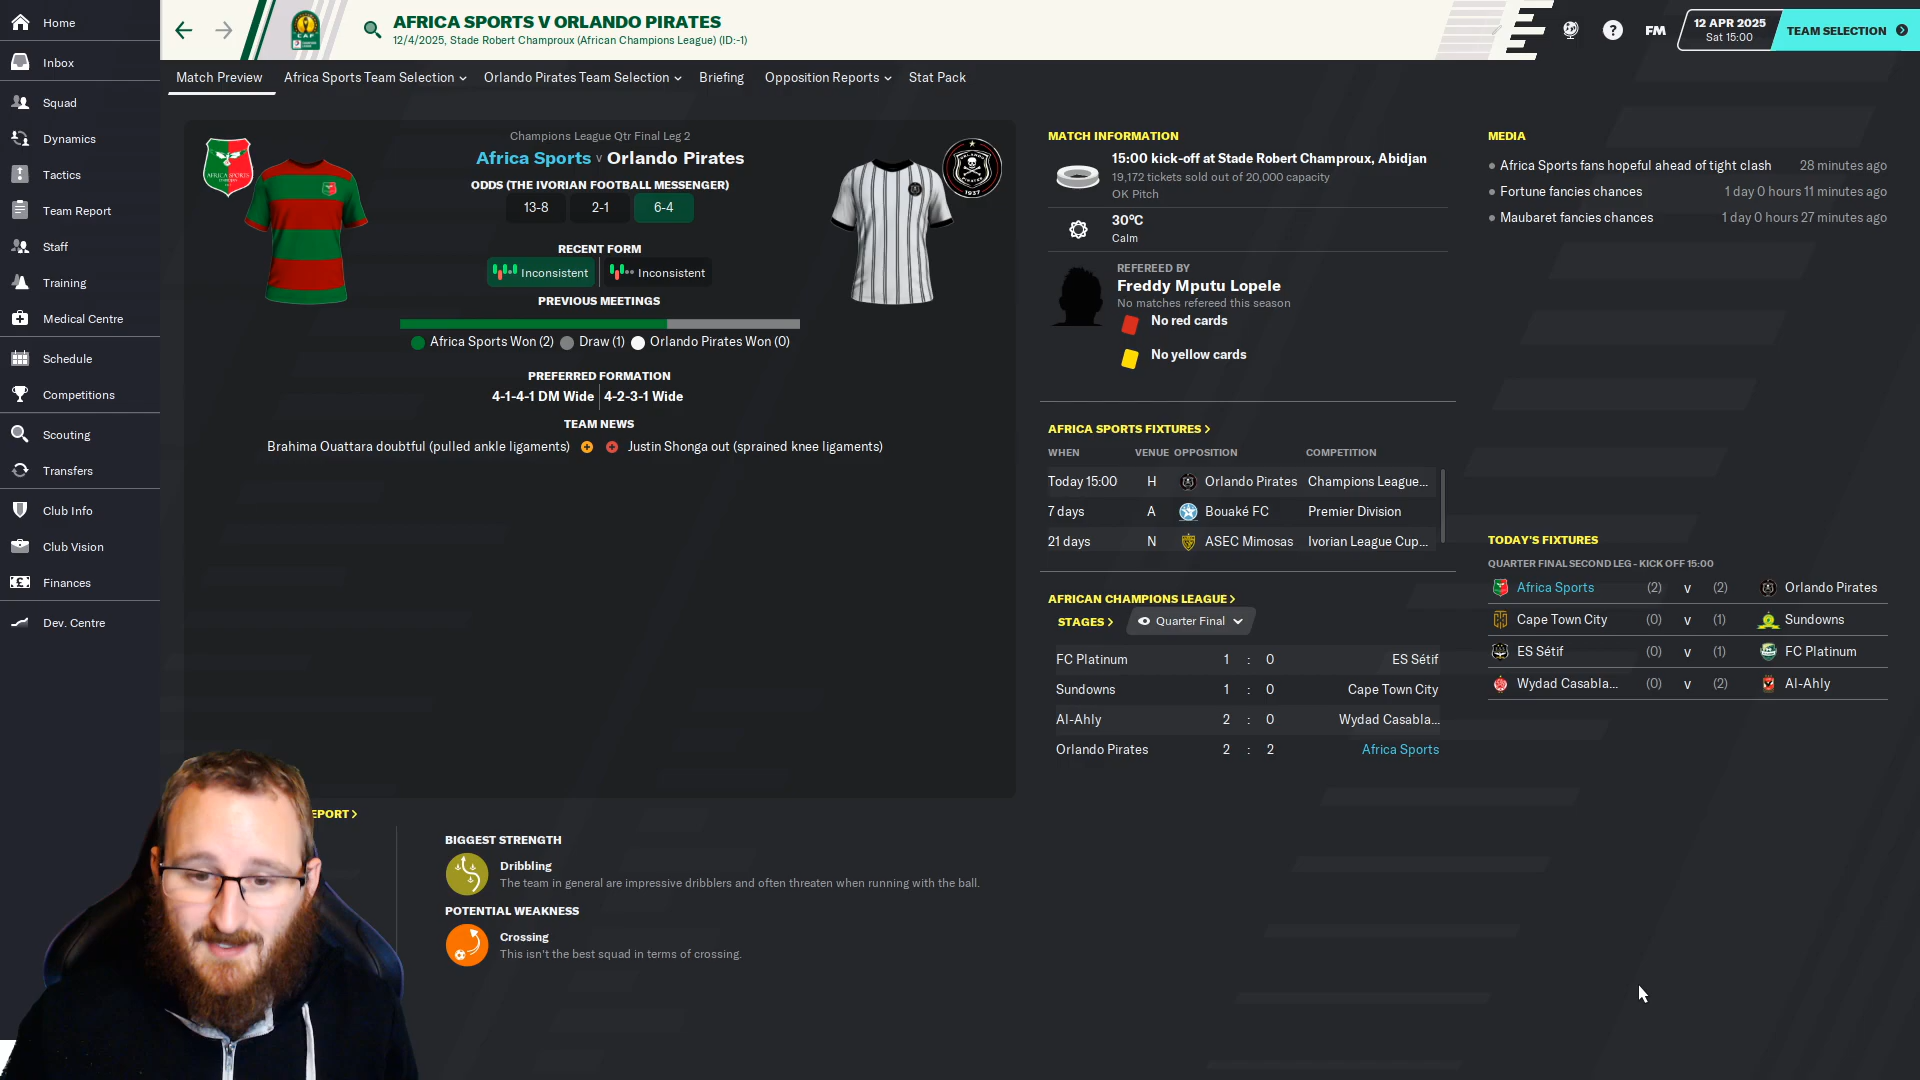 Home
Inbox
Squad
Dynamics
Tactics
Team Report
Staff
Training
Medical Centre
Schedule
Competitions
Scouting
Transfers
Club Info
Club Vision
Finances
Dev. Centre
AFRICA SPORTS V ORLANDO PIRATES
12/4/2025, Stade Robert Champroux (African Champions League) (ID:-1)
FM
12 APR 2025
Sat 15:00
TEAM SELECTION
Match Preview
Africa Sports Team Selection
Orlando Pirates Team Selection
Briefing
Opposition Reports
Stat Pack
Champions League Qtr Final Leg 2
Africa Sports v Orlando Pirates
ODDS (THE IVORIAN FOOTBALL MESSENGER)
13-8 2-1 6-4
RECENT FORM
Inconsistent Inconsistent
PREVIOUS MEETINGS
Africa Sports Won (2) Draw (1) Orlando Pirates Won (0)
PREFERRED FORMATION
4-1-4-1 DM Wide 4-2-3-1 Wide
TEAM NEWS
Brahima Ouattara doubtful (pulled ankle ligaments) Justin Shonga out (sprained knee ligaments)
EPORT
BIGGEST STRENGTH
Dribbling
The team in general are impressive dribblers and often threaten when running with the ball.
POTENTIAL WEAKNESS
Crossing
This isn't the best squad in terms of crossing.
MATCH INFORMATION
15:00 kick-off at Stade Robert Champroux, Abidjan
19,172 tickets sold out of 20,000 capacity
OK Pitch
30°C
Calm
REFEREED BY
Freddy Mputu Lopele
No matches refereed this season
No red cards
No yellow cards
AFRICA SPORTS FIXTURES
WHEN VENUE OPPOSITION COMPETITION
Today 15:00 H Orlando Pirates Champions League...
7 days A Bouaké FC Premier Division
21 days N ASEC Mimosas Ivorian League Cup...
AFRICAN CHAMPIONS LEAGUE
STAGES Quarter Final
FC Platinum 1 : 0 ES Sétif
Sundowns 1 : 0 Cape Town City
Al-Ahly 2 : 0 Wydad Casabla...
Orlando Pirates 2 : 2 Africa Sports
MEDIA
Africa Sports fans hopeful ahead of tight clash 28 minutes ago
Fortune fancies chances 1 day 0 hours 11 minutes ago
Maubaret fancies chances 1 day 0 hours 27 minutes ago
TODAY'S FIXTURES
QUARTER FINAL SECOND LEG - KICK OFF 15:00
Africa Sports (2) v (2) Orlando Pirates
Cape Town City (0) v (1) Sundowns
ES Sétif (0) v (1) FC Platinum
Wydad Casabla... (0) v (2) Al-Ahly